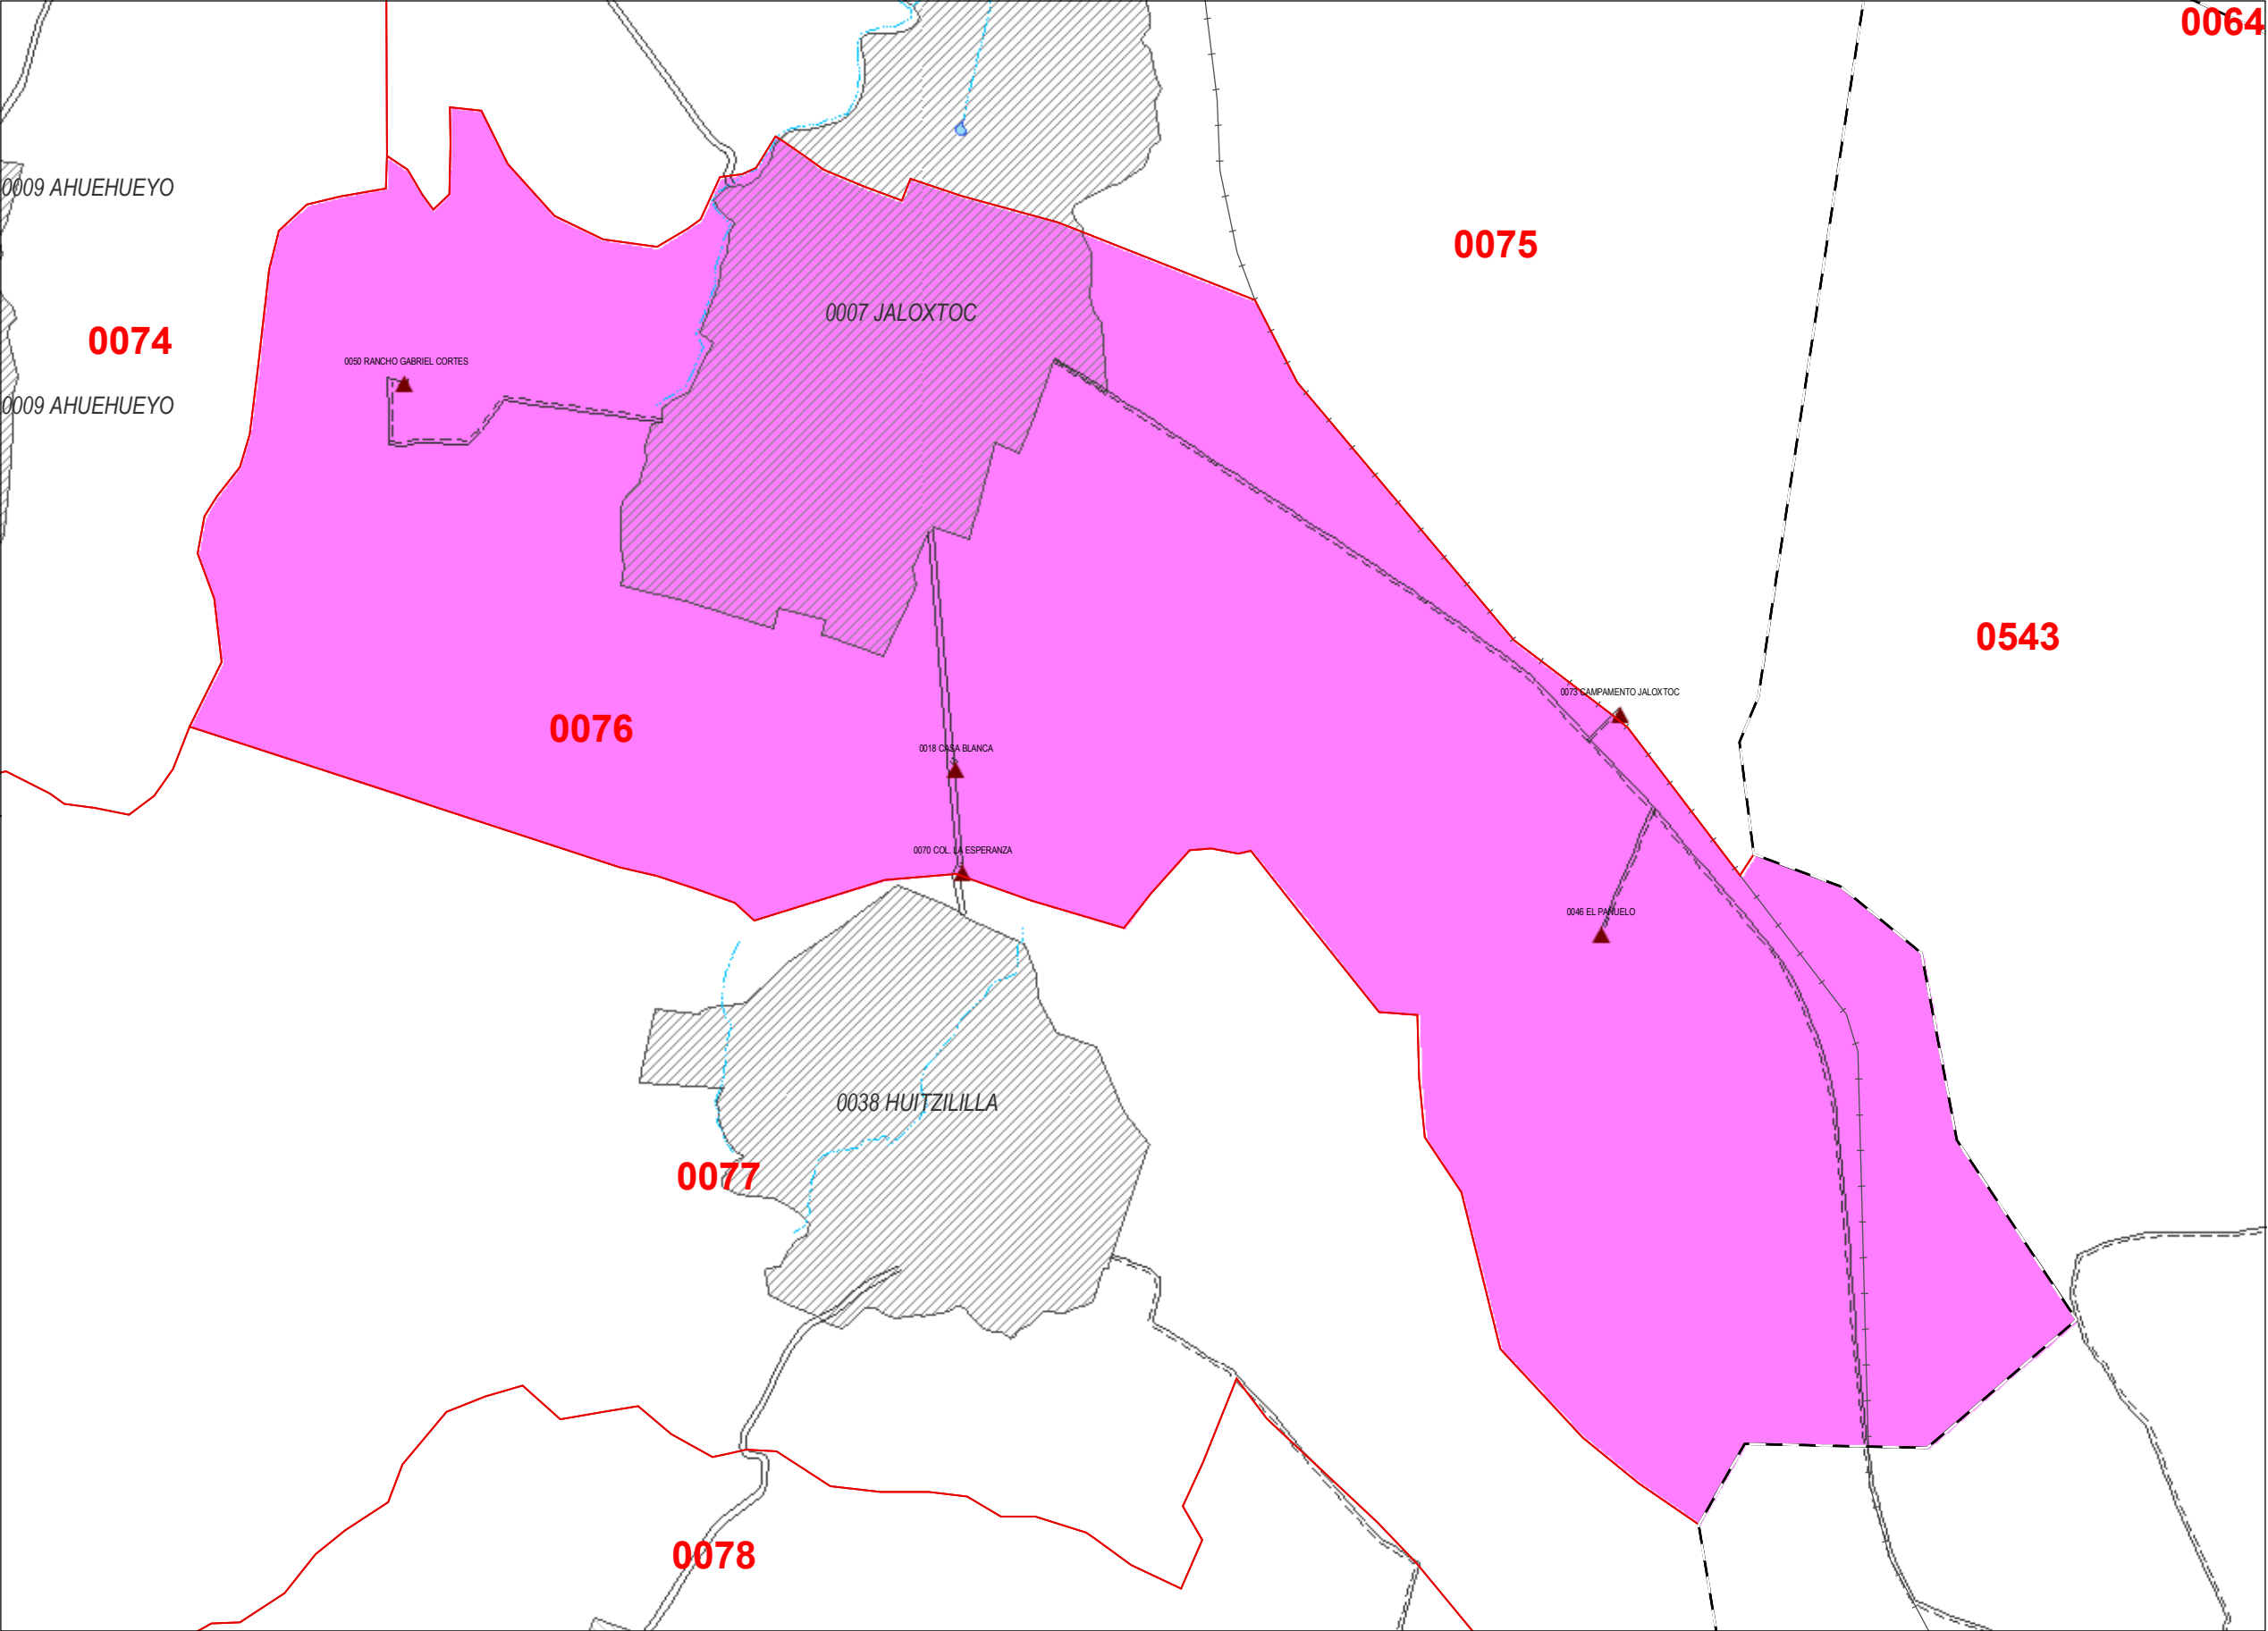 0064
0009 AHUEHUEYO
0075
0007 JALOXTOC
0074
0050 RANCHO GABRIEL CORTES
0009 AHUEHUEYO
0543
0073 CAMPAMENTO JALOXTOC
0076
0018 CASA BLANCA
0070 COL. LA ESPERANZA
0046 EL PAÑUELO
0038 HUITZILILLA
0077
0078